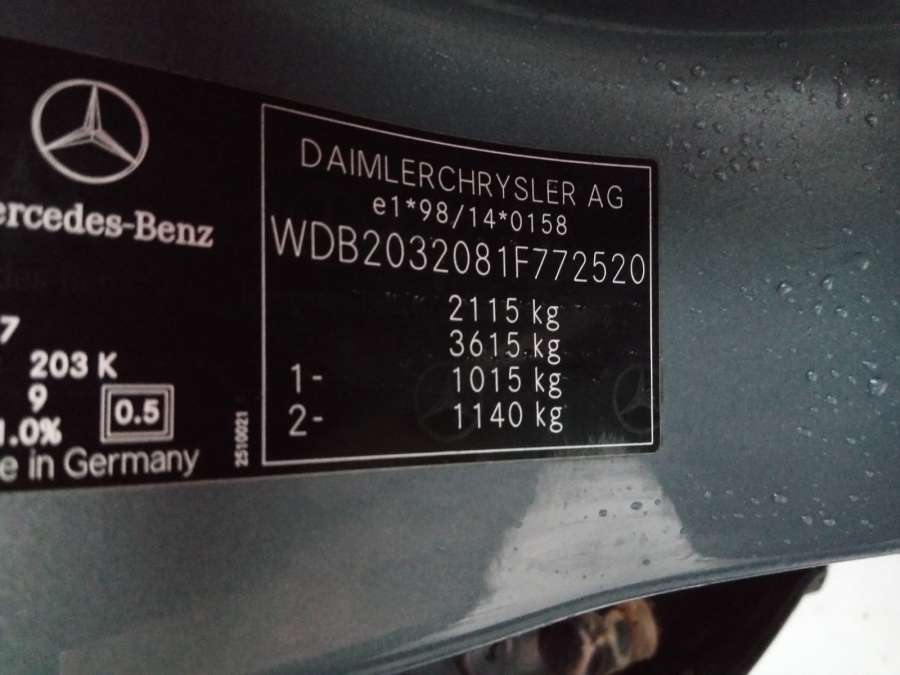 ercedes-Benz
7
203 K
9
0.5
1.0%
e in Germany
2510021
DAIMLERCHRYSLER AG
e1*98/14*0158
WDB2032081F772520
2115 kg
3615 kg
1- 1015 kg
2- 1140 kg